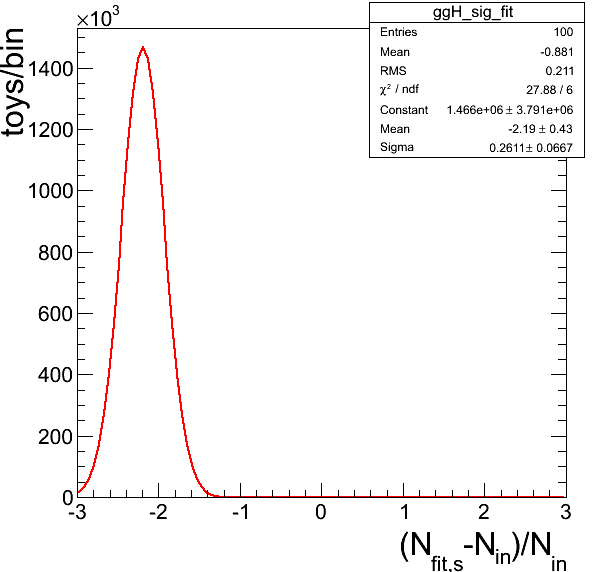 ggH_sig_fit
Entries 100
Mean -0.881
RMS 0.211
χ² / ndf 27.88 / 6
Constant 1.466e+06 ± 3.791e+06
Mean -2.19 ± 0.43
Sigma 0.2611 ± 0.0667
×10³
toys/bin
1400
1200
1000
800
600
400
200
0
-3 -2 -1 0 1 2 3
(N_fit,s-N_in)/N_in